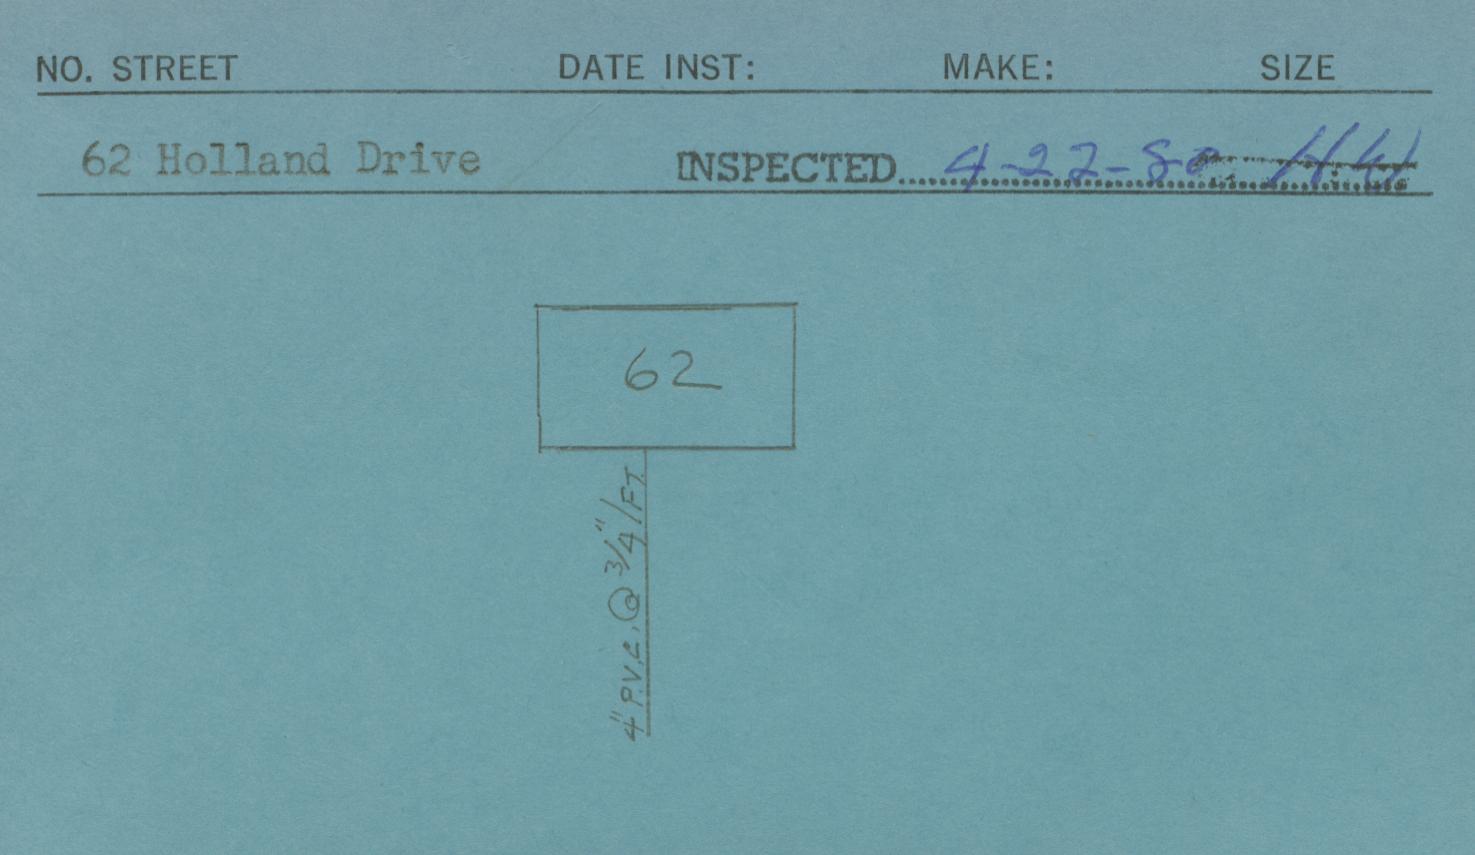 NO. STREET DATE INST: MAKE: SIZE
62 Holland Drive INSPECTED 4-22-80
62
4" P.V.C. @ 3/4"/FT.